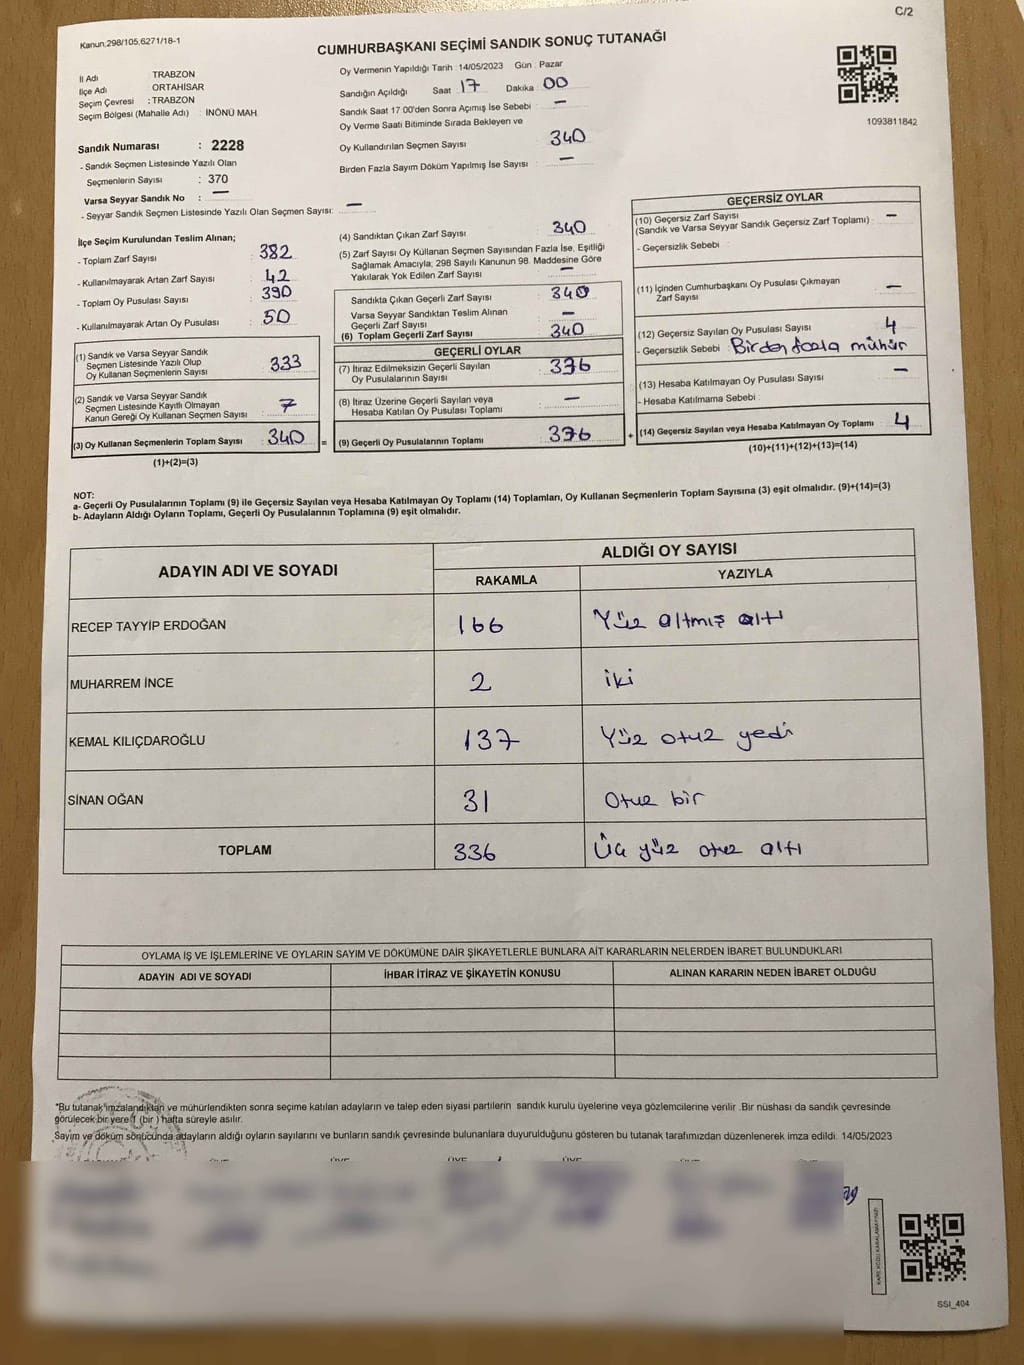 C/2
Kanun.298/105,6271/18-1
CUMHURBAŞKANI SEÇİMİ SANDIK SONUÇ TUTANAĞI
İl Adı TRABZON
İlçe Adı ORTAHİSAR
Seçim Çevresi : TRABZON
Seçim Bölgesi (Mahalle Adı) : İNÖNÜ MAH
Sandık Numarası : 2228
- Sandık Seçmen Listesinde Yazılı Olan
Seçmenlerin Sayısı : 370
Varsa Seyyar Sandık No : —
- Seyyar Sandık Seçmen Listesinde Yazılı Olan Seçmen Sayısı: —
Oy Vermenin Yapıldığı Tarih : 14/05/2023 Gün : Pazar
Sandığın Açıldığı Saat 17 Dakika 00
Sandık Saat 17 00'den Sonra Açımış İse Sebebi : —
Oy Verme Saati Bitiminde Sırada Bekleyen ve
Oy Kullandırılan Seçmen Sayısı : 340
Birden Fazla Sayım Döküm Yapılmış İse Sayısı : —
1093811842
İlçe Seçim Kurulundan Teslim Alınan;
- Toplam Zarf Sayısı : 382
- Kullanılmayarak Artan Zarf Sayısı : 42
- Toplam Oy Pusulası Sayısı : 390
- Kullanılmayarak Artan Oy Pusulası : 50
(1) Sandık ve Varsa Seyyar Sandık
Seçmen Listesinde Yazılı Olup
Oy Kullanan Seçmenlerin Sayısı : 333
(2) Sandık ve Varsa Seyyar Sandık
Seçmen Listesinde Kayıtlı Olmayan
Kanun Gereği Oy Kullanan Seçmen Sayısı : 7
(3) Oy Kullanan Seçmenlerin Toplam Sayısı : 340 =
(1)+(2)=(3)
(4) Sandıktan Çıkan Zarf Sayısı : 340
(5) Zarf Sayısı Oy Kullanan Seçmen Sayısından Fazla İse, Eşitliği
Sağlamak Amacıyla; 298 Sayılı Kanunun 98. Maddesine Göre
Yakılarak Yok Edilen Zarf Sayısı : —
Sandıkta Çıkan Geçerli Zarf Sayısı : 340
Varsa Seyyar Sandıktan Teslim Alınan
Geçerli Zarf Sayısı : —
(6) Toplam Geçerli Zarf Sayısı : 340
GEÇERLİ OYLAR
(7) İtiraz Edilmeksizin Geçerli Sayılan
Oy Pusulalarının Sayısı : 336
(8) İtiraz Üzerine Geçerli Sayılan veya
Hesaba Katılan Oy Pusulası Toplamı : —
(9) Geçerli Oy Pusulalarının Toplamı : 336 +
GEÇERSİZ OYLAR
(10) Geçersiz Zarf Sayısı : —
(Sandık ve Varsa Seyyar Sandık Geçersiz Zarf Toplamı)
- Geçersizlik Sebebi :
(11) İçinden Cumhurbaşkanı Oy Pusulası Çıkmayan
Zarf Sayısı : —
(12) Geçersiz Sayılan Oy Pusulası Sayısı : 4
- Geçersizlik Sebebi : Birden fazla mühür
(13) Hesaba Katılmayan Oy Pusulası Sayısı : —
- Hesaba Katılmama Sebebi :
(14) Geçersiz Sayılan veya Hesaba Katılmayan Oy Toplamı : 4
(10)+(11)+(12)+(13)=(14)
NOT:
a- Geçerli Oy Pusulalarının Toplamı (9) ile Geçersiz Sayılan veya Hesaba Katılmayan Oy Toplamı (14) Toplamları, Oy Kullanan Seçmenlerin Toplam Sayısına (3) eşit olmalıdır. (9)+(14)=(3)
b- Adayların Aldığı Oyların Toplamı, Geçerli Oy Pusulalarının Toplamına (9) eşit olmalıdır.
ADAYIN ADI VE SOYADI
ALDIĞI OY SAYISI
RAKAMLA YAZIYLA
RECEP TAYYİP ERDOĞAN 166 Yüz altmış altı
MUHARREM İNCE 2 iki
KEMAL KILIÇDAROĞLU 137 Yüz otuz yedi
SİNAN OĞAN 31 Otuz bir
TOPLAM 336 Üç yüz otuz altı
OYLAMA İŞ VE İŞLEMLERİNE VE OYLARIN SAYIM VE DÖKÜMÜNE DAİR ŞİKAYETLERLE BUNLARA AİT KARARLARIN NELERDEN İBARET BULUNDUKLARI
ADAYIN ADI VE SOYADI İHBAR İTİRAZ VE ŞİKAYETİN KONUSU ALINAN KARARIN NEDEN İBARET OLDUĞU
*Bu tutanak imzalandıktan ve mühürlendikten sonra seçime katılan adayların ve talep eden siyasi partilerin sandık kurulu üyelerine veya gözlemcilerine verilir .Bir nüshası da sandık çevresinde
görülecek bir yere 1 (bir ) hafta süreyle asılır.
Sayım ve döküm sonucunda adayların aldığı oyların sayılarını ve bunların sandık çevresinde bulunanlara duyurulduğunu gösteren bu tutanak tarafımızdan düzenlenerek imza edildi. 14/05/2023
SSI_404